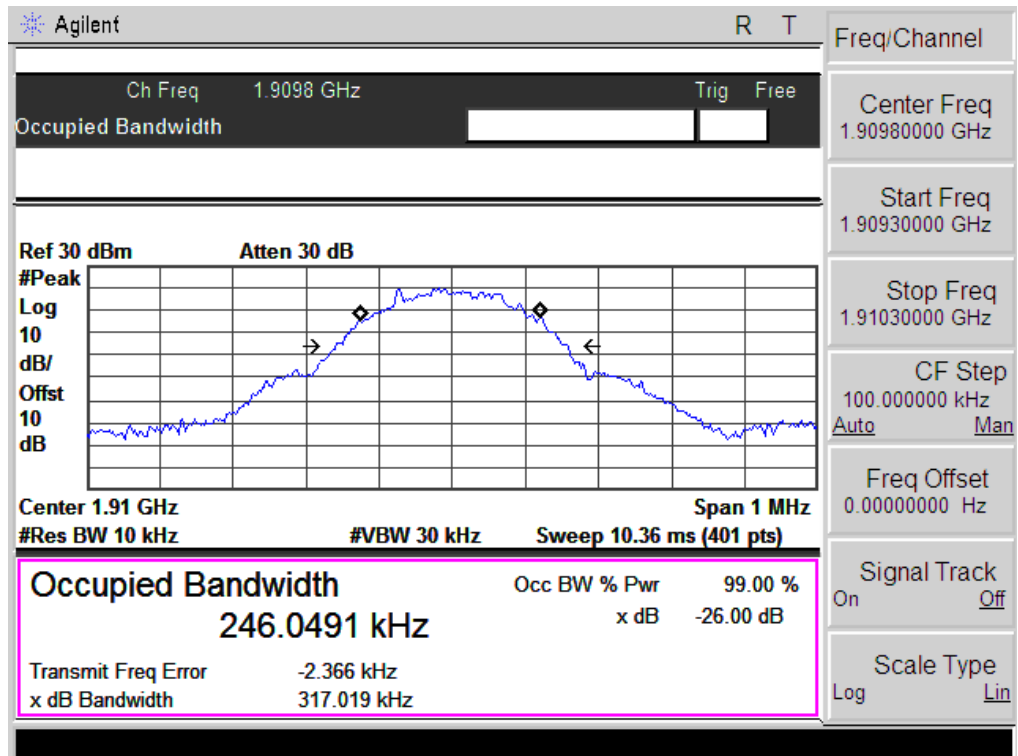 Agilent R T
Ch Freq 1.9098 GHz Trig Free
Occupied Bandwidth
Ref 30 dBm Atten 30 dB
#Peak
Log
10
dB/
Offst
10
dB
Center 1.91 GHz Span 1 MHz
#Res BW 10 kHz #VBW 30 kHz Sweep 10.36 ms (401 pts)
Occupied Bandwidth Occ BW % Pwr 99.00 %
246.0491 kHz x dB -26.00 dB
Transmit Freq Error -2.366 kHz
x dB Bandwidth 317.019 kHz
Freq/Channel
Center Freq
1.90980000 GHz
Start Freq
1.90930000 GHz
Stop Freq
1.91030000 GHz
CF Step
100.000000 kHz
Auto Man
Freq Offset
0.00000000 Hz
Signal Track
On Off
Scale Type
Log Lin